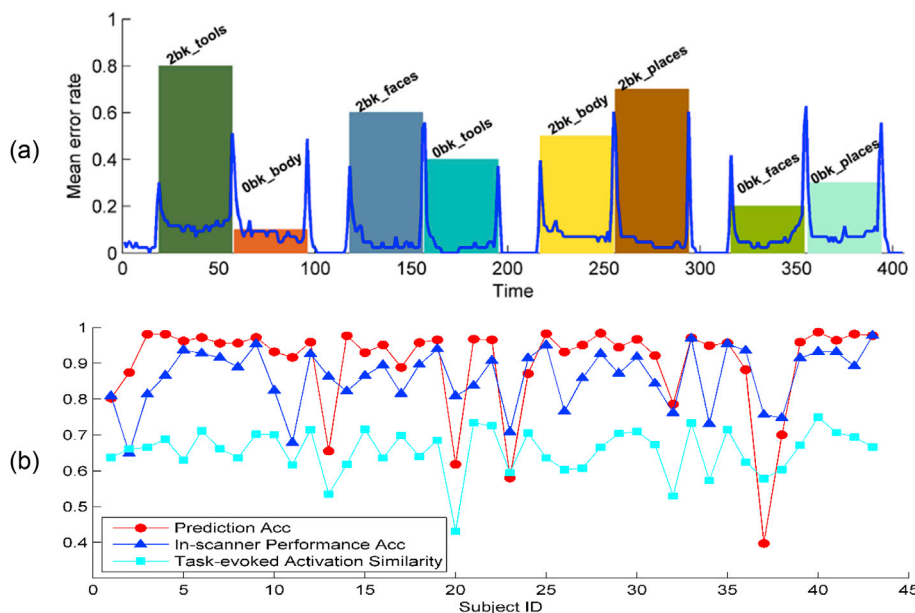 (a)
Mean error rate
1
0.8
0.6
0.4
0.2
0
2bk_tools
0bk_body
2bk_faces
0bk_tools
2bk_body
2bk_places
0bk_faces
0bk_places
0 50 100 150 200 250 300 350 400
Time
(b)
1
0.9
0.8
0.7
0.6
0.5
0.4
Prediction Acc
In-scanner Performance Acc
Task-evoked Activation Similarity
0 5 10 15 20 25 30 35 40 45
Subject ID